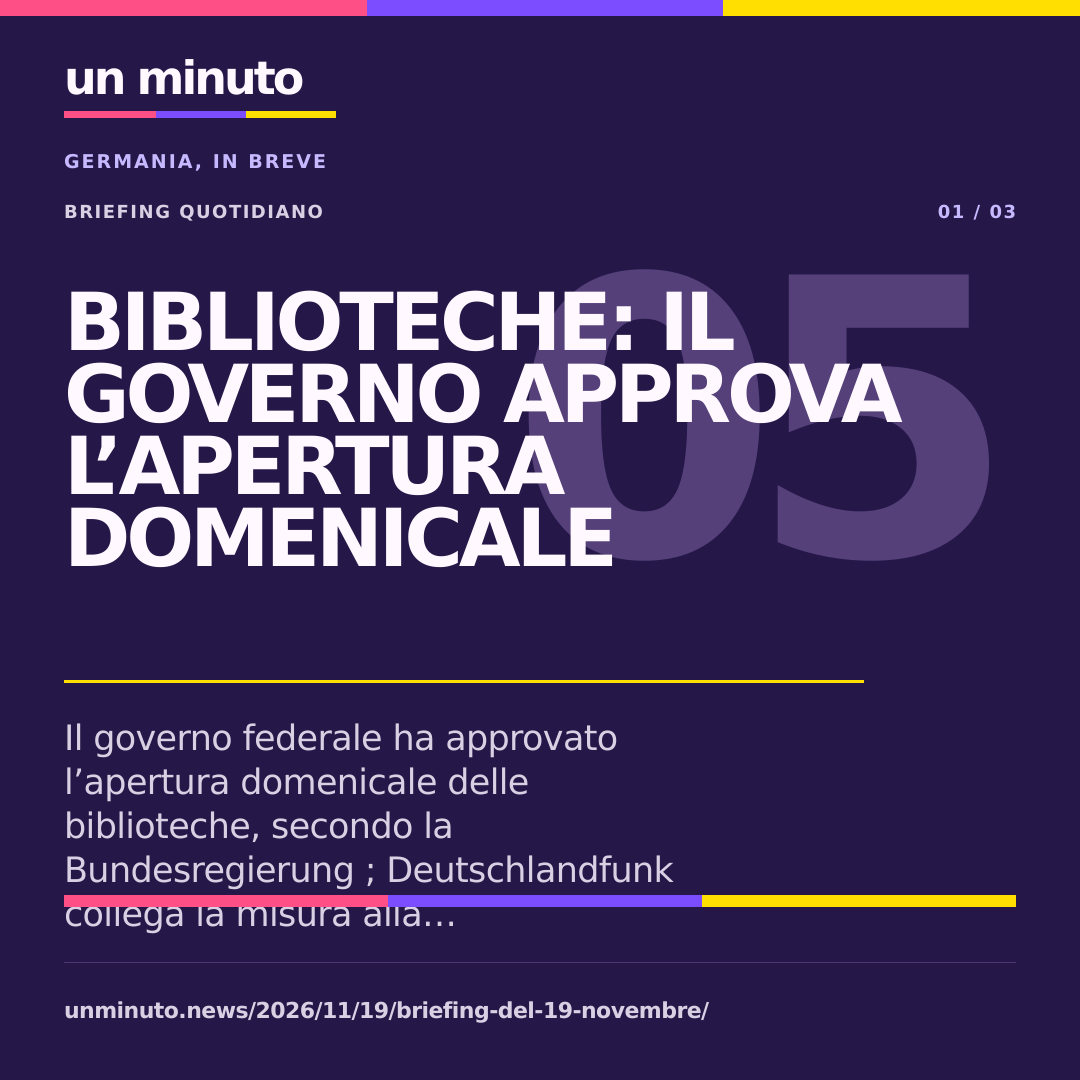 un minuto
GERMANIA, IN BREVE
BRIEFING QUOTIDIANO
01 / 03
05
BIBLIOTECHE: IL
GOVERNO APPROVA
L’APERTURA
DOMENICALE
Il governo federale ha approvato
l’apertura domenicale delle
biblioteche, secondo la
Bundesregierung ; Deutschlandfunk
collega la misura alla…
unminuto.news/2026/11/19/briefing-del-19-novembre/